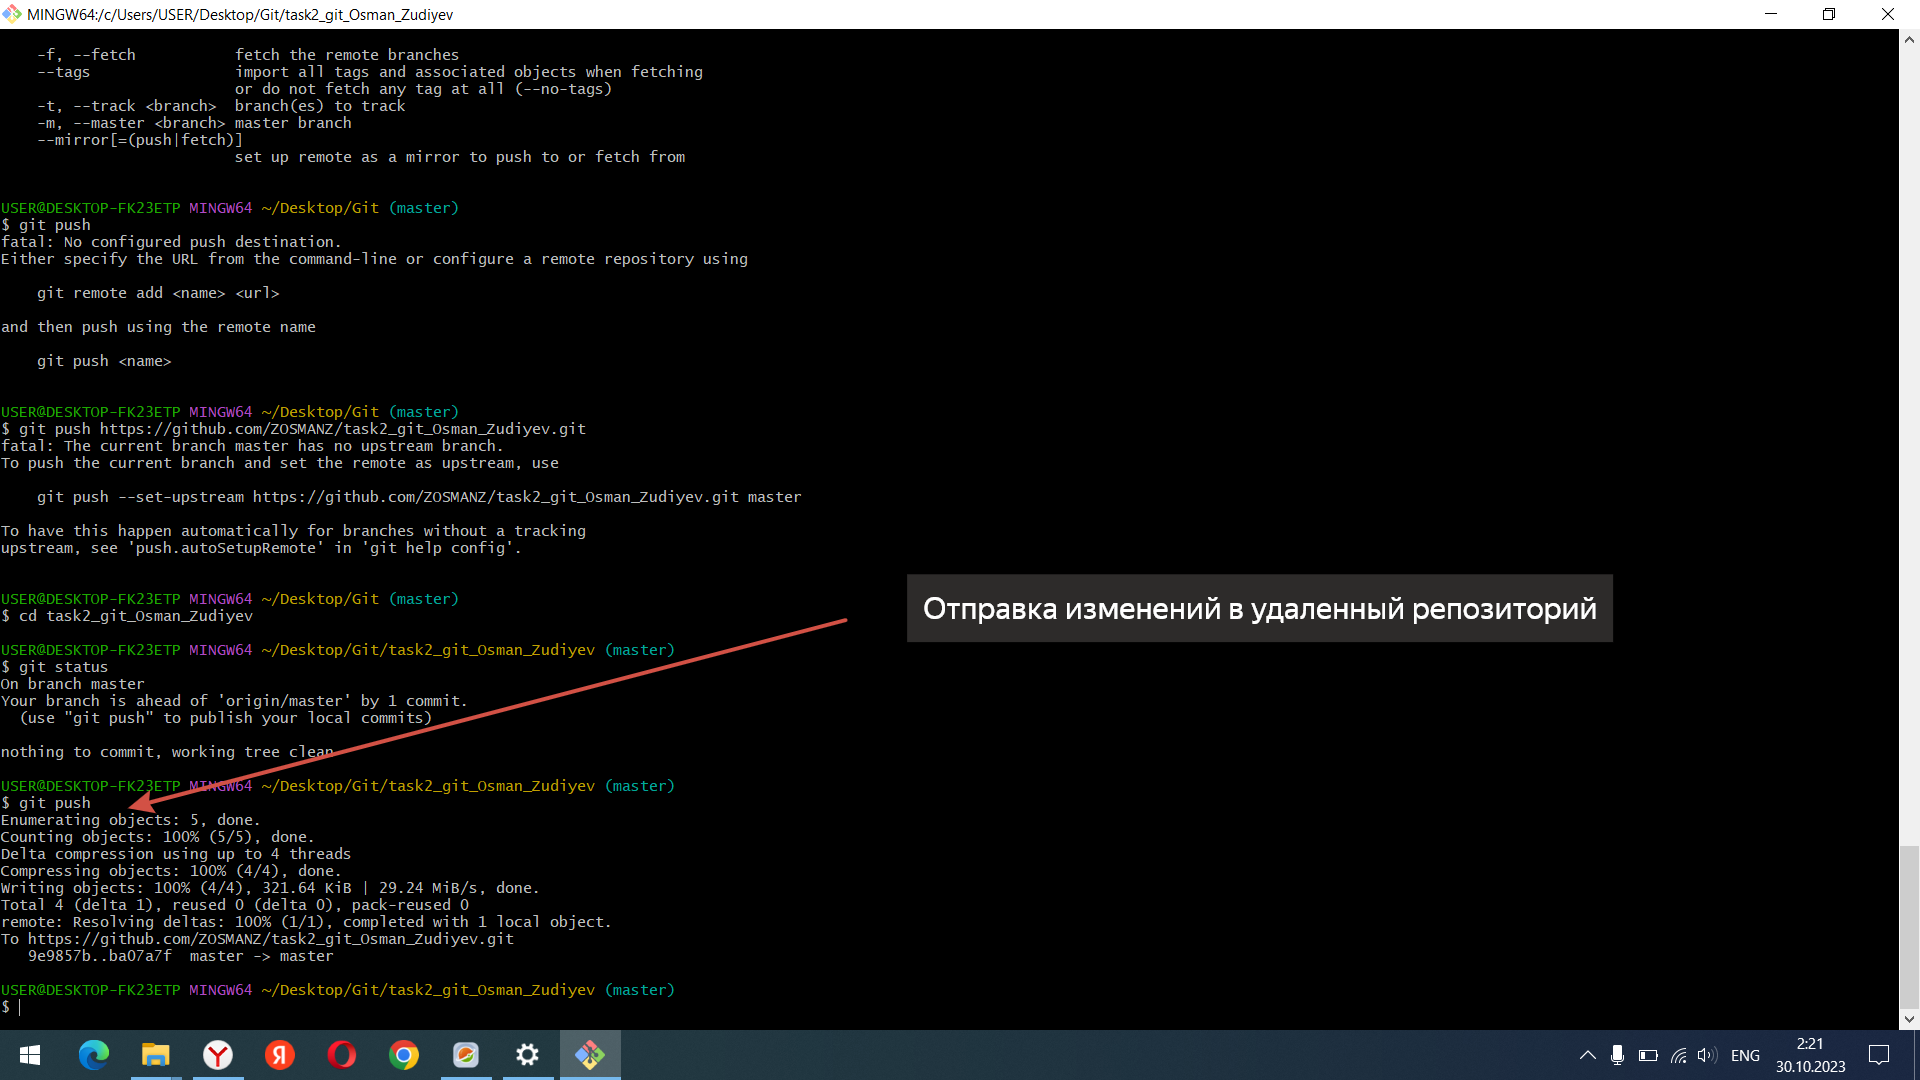 MINGW64:/c/Users/USER/Desktop/Git/task2_git_Osman_Zudiyev
-f, --fetch           fetch the remote branches
--tags                import all tags and associated objects when fetching
or do not fetch any tag at all (--no-tags)
-t, --track <branch>  branch(es) to track
-m, --master <branch> master branch
--mirror[=(push|fetch)]
set up remote as a mirror to push to or fetch from
USER@DESKTOP-FK23ETP MINGW64 ~/Desktop/Git (master)
$ git push
fatal: No configured push destination.
Either specify the URL from the command-line or configure a remote repository using
git remote add <name> <url>
and then push using the remote name
git push <name>
USER@DESKTOP-FK23ETP MINGW64 ~/Desktop/Git (master)
$ git push https://github.com/ZOSMANZ/task2_git_Osman_Zudiyev.git
fatal: The current branch master has no upstream branch.
To push the current branch and set the remote as upstream, use
git push --set-upstream https://github.com/ZOSMANZ/task2_git_Osman_Zudiyev.git master
To have this happen automatically for branches without a tracking
upstream, see 'push.autoSetupRemote' in 'git help config'.
USER@DESKTOP-FK23ETP MINGW64 ~/Desktop/Git (master)
$ cd task2_git_Osman_Zudiyev
Отправка изменений в удаленный репозиторий
USER@DESKTOP-FK23ETP MINGW64 ~/Desktop/Git/task2_git_Osman_Zudiyev (master)
$ git status
On branch master
Your branch is ahead of 'origin/master' by 1 commit.
(use "git push" to publish your local commits)
nothing to commit, working tree clean
USER@DESKTOP-FK23ETP MINGW64 ~/Desktop/Git/task2_git_Osman_Zudiyev (master)
$ git push
Enumerating objects: 5, done.
Counting objects: 100% (5/5), done.
Delta compression using up to 4 threads
Compressing objects: 100% (4/4), done.
Writing objects: 100% (4/4), 321.64 KiB | 29.24 MiB/s, done.
Total 4 (delta 1), reused 0 (delta 0), pack-reused 0
remote: Resolving deltas: 100% (1/1), completed with 1 local object.
To https://github.com/ZOSMANZ/task2_git_Osman_Zudiyev.git
9e9857b..ba07a7f  master -> master
USER@DESKTOP-FK23ETP MINGW64 ~/Desktop/Git/task2_git_Osman_Zudiyev (master)
$
Я
ENG
2:21
30.10.2023